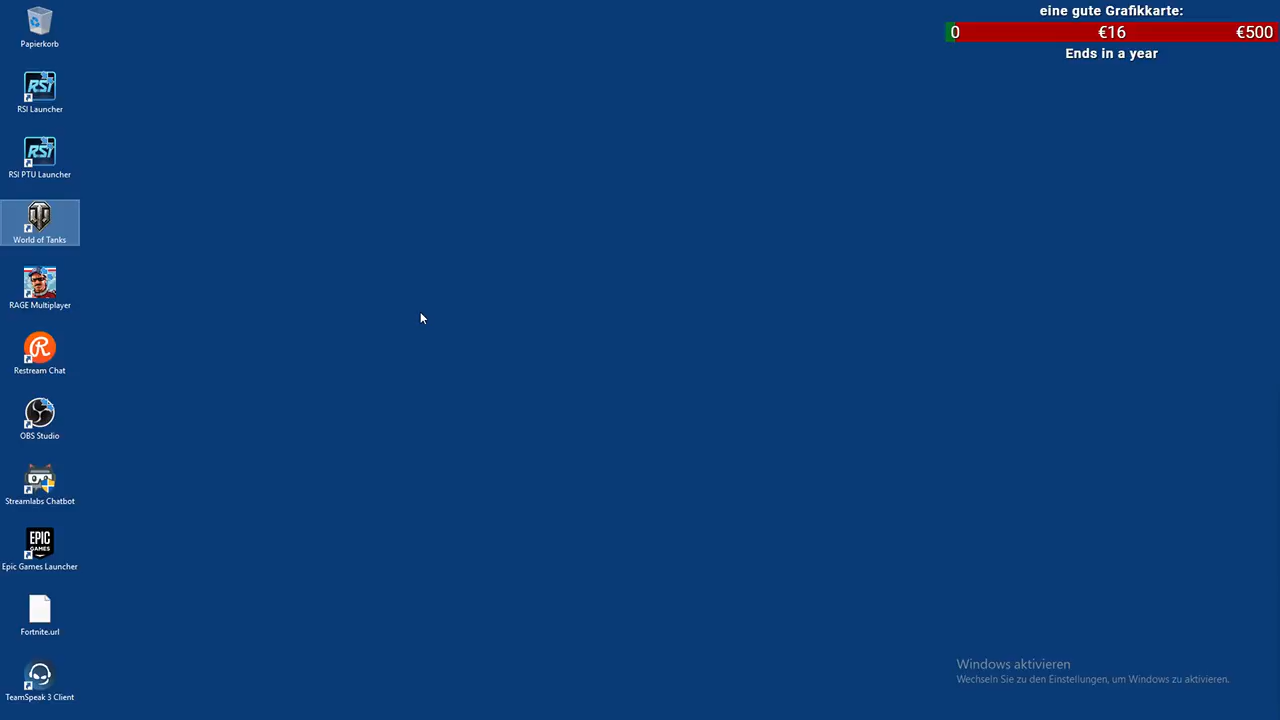 Papierkorb
RSI
RSI Launcher
RSI
RSI PTU Launcher
World of Tanks
RAGE Multiplayer
R
Restream Chat
OBS Studio
Streamlabs Chatbot
EPIC
GAMES
Epic Games Launcher
Fortnite.url
TeamSpeak 3 Client
eine gute Grafikkarte:
0 €16 €500
Ends in a year
Windows aktivieren
Wechseln Sie zu den Einstellungen, um Windows zu aktivieren.